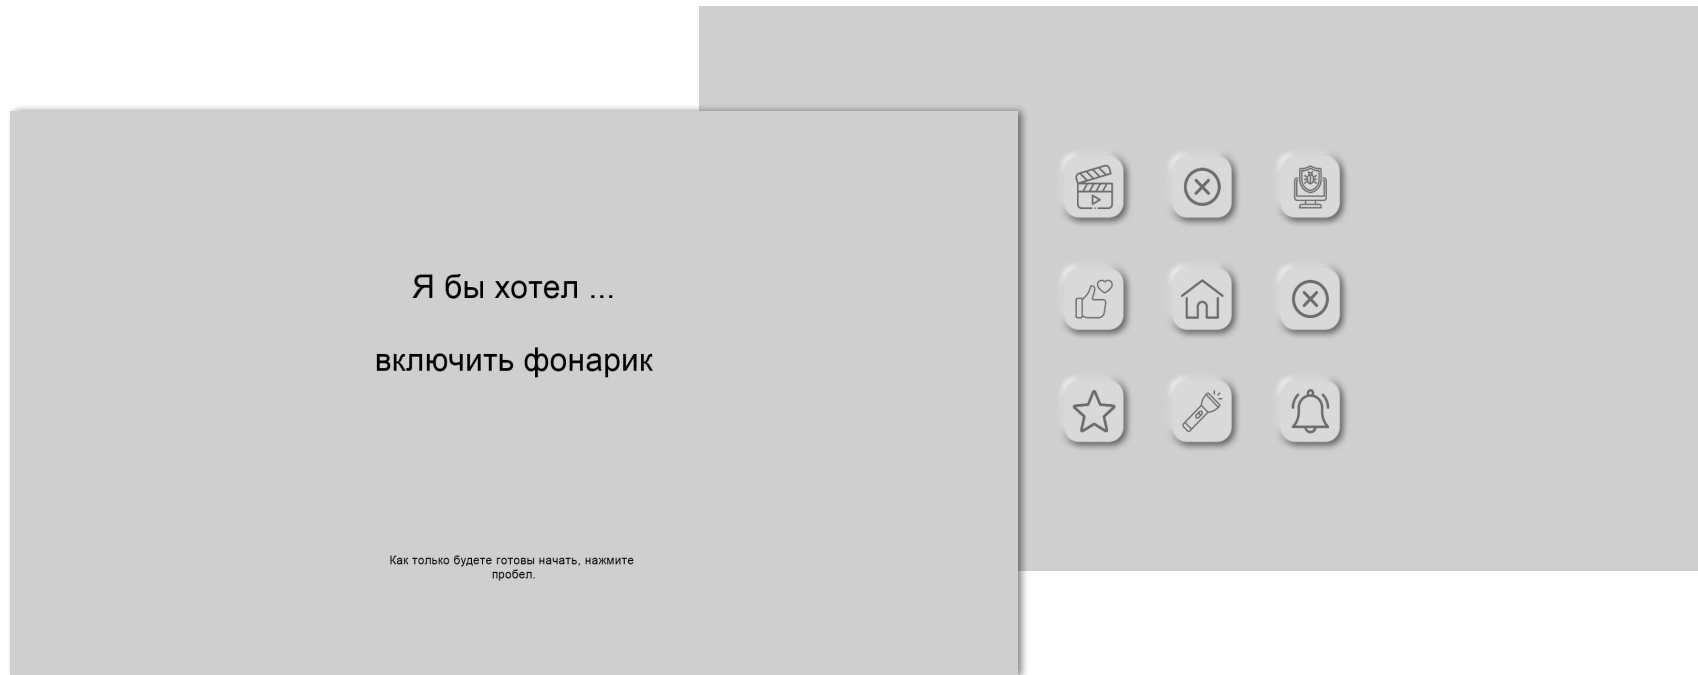 Я бы хотел ...
включить фонарик
Как только будете готовы начать, нажмите
пробел.